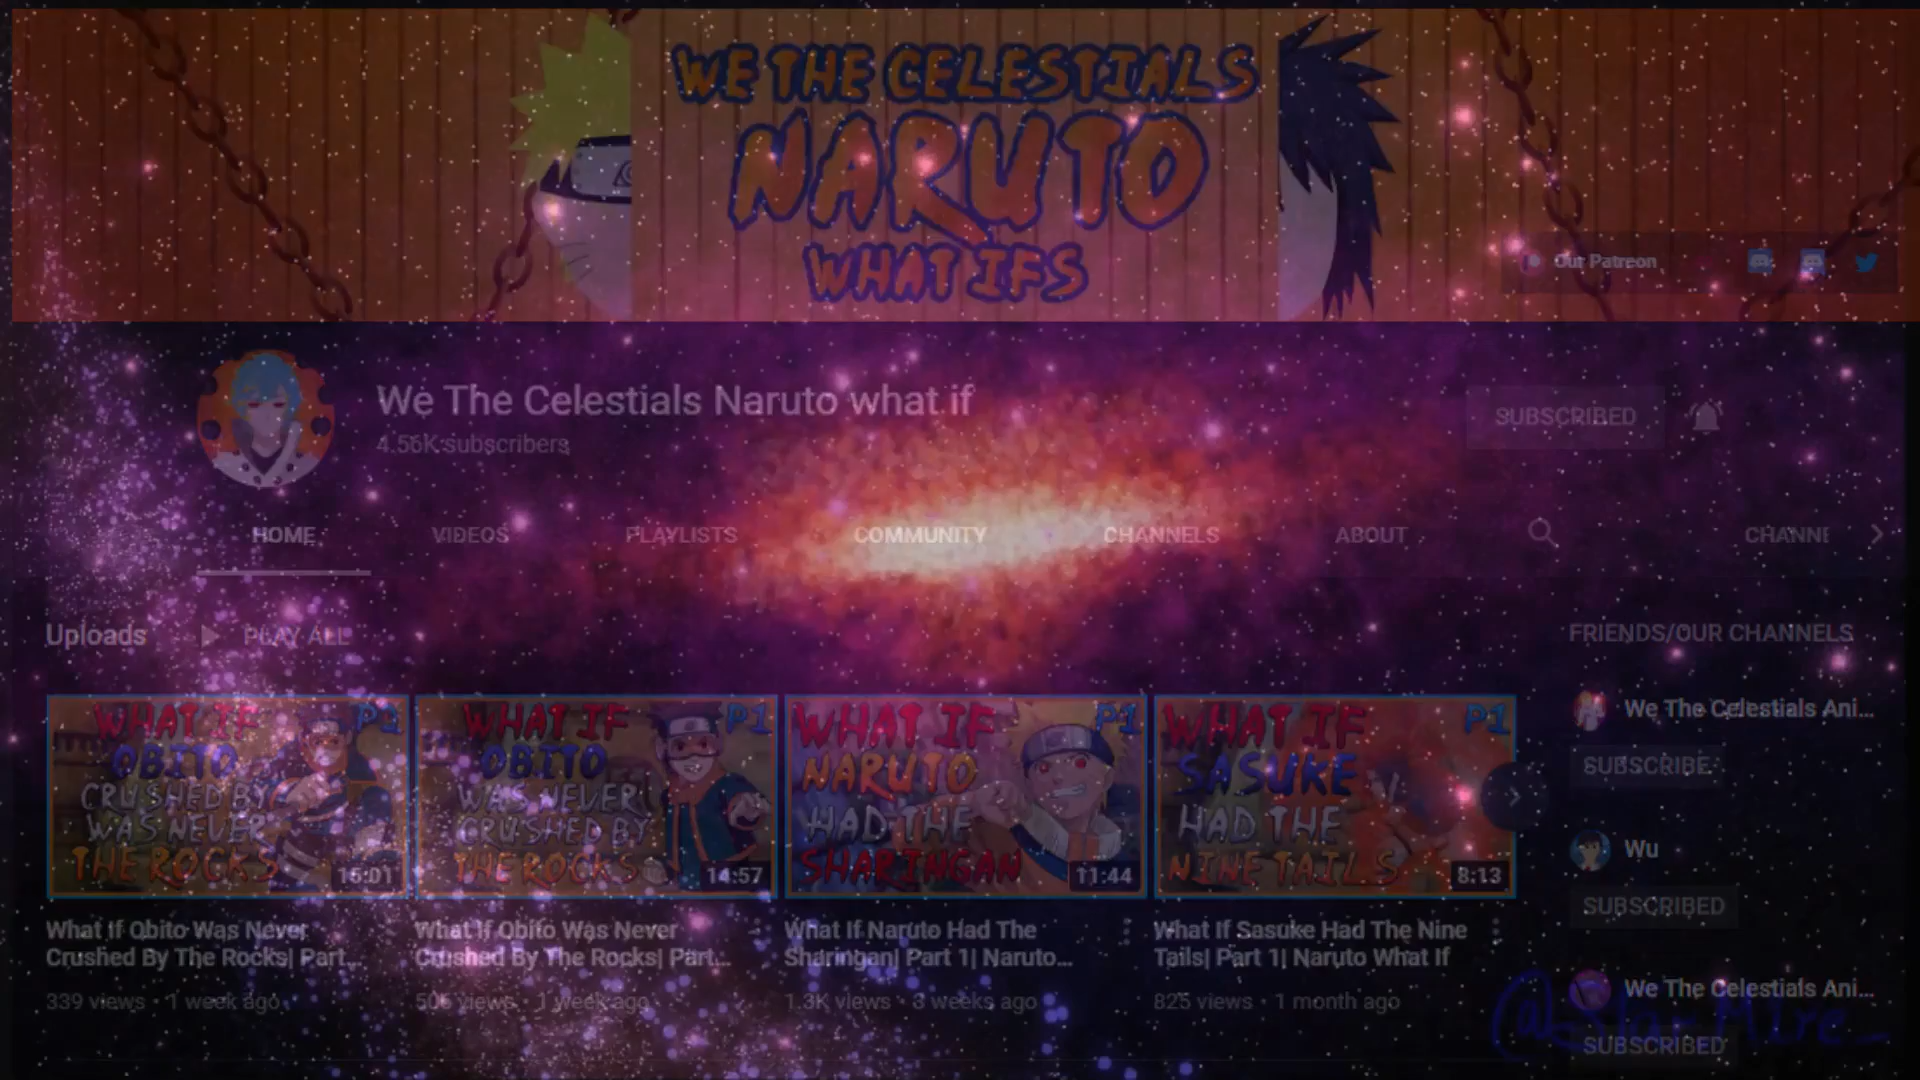 WE THE CELESTIALS
NARUTO
WHAT IFS
Our Patreon
We The Celestials Naruto what if
4.56K subscribers
SUBSCRIBED
HOME VIDEOS PLAYLISTS COMMUNITY CHANNELS ABOUT CHANNE
Uploads PLAY ALL
FRIENDS/OUR CHANNELS
WHAT IF P2
OBITO
CRUSHED BY
WAS NEVER
THE ROCKS
15:01
WHAT IF P1
OBITO
WAS NEVER
CRUSHED BY
THE ROCKS
14:57
WHAT IF P1
NARUTO
HAD THE
SHARINGAN
11:44
WHAT IF P1
SASUKE
HAD THE
NINE TAILS
8:13
What If Obito Was Never
Crushed By The Rocks| Part...
339 views • 1 week ago
What If Obito Was Never
Crushed By The Rocks| Part...
506 views • 1 week ago
What If Naruto Had The
Sharingan| Part 1| Naruto...
1.3K views • 3 weeks ago
What If Sasuke Had The Nine
Tails| Part 1| Naruto What If
825 views • 1 month ago
We The Celestials Ani...
SUBSCRIBE
Wu
SUBSCRIBED
We The Celestials Ani...
SUBSCRIBED